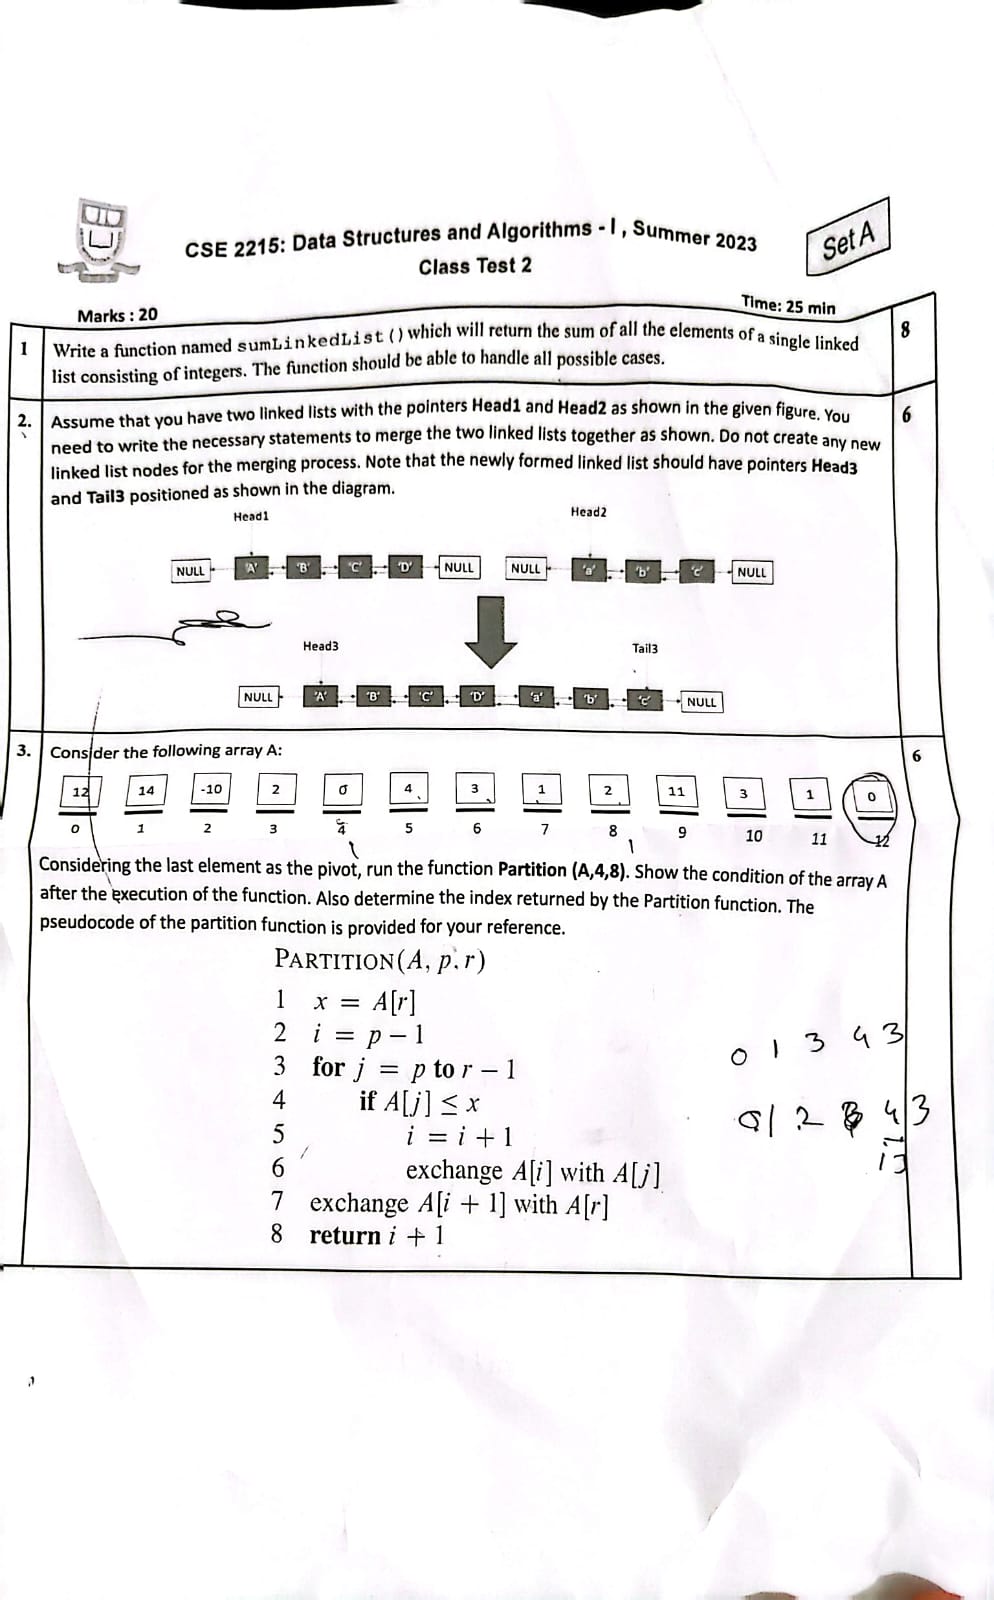 CSE 2215: Data Structures and Algorithms - I , Summer 2023
Set A
Class Test 2
Marks : 20
Time: 25 min
1 Write a function named sumLinkedList () which will return the sum of all the elements of a single linked 8
list consisting of integers. The function should be able to handle all possible cases.
2. Assume that you have two linked lists with the pointers Head1 and Head2 as shown in the given figure. You 6
need to write the necessary statements to merge the two linked lists together as shown. Do not create any new
linked list nodes for the merging process. Note that the newly formed linked list should have pointers Head3
and Tail3 positioned as shown in the diagram.
Head1 Head2
NULL 'A' 'B' 'C' 'D' NULL NULL 'a' 'b' 'c' NULL
Head3 Tail3
NULL 'A' 'B' 'C' 'D' 'a' 'b' 'c' NULL
3. Consider the following array A: 6
12 14 -10 2 0 4 3 1 2 11 3 1 0
0 1 2 3 4 5 6 7 8 9 10 11 12
Considering the last element as the pivot, run the function Partition (A,4,8). Show the condition of the array A
after the execution of the function. Also determine the index returned by the Partition function. The
pseudocode of the partition function is provided for your reference.
PARTITION(A, p, r)
1 x = A[r]
2 i = p − 1
3 for j = p to r − 1
4 if A[j] ≤ x
5 i = i + 1
6 exchange A[i] with A[j]
7 exchange A[i + 1] with A[r]
8 return i + 1
0 1 3 4 3
0 1 2 4 3
i j